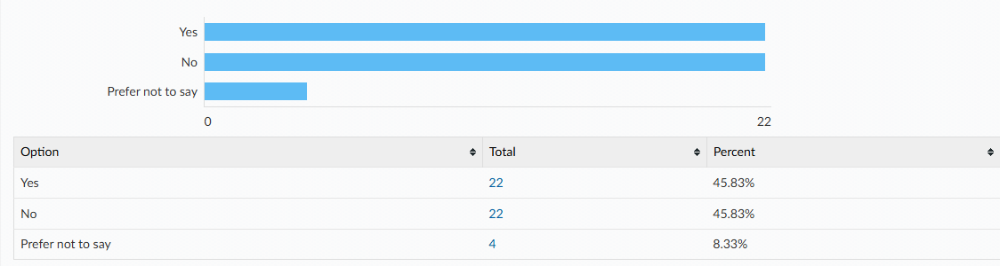 Yes
No
Prefer not to say
0 22
Option Total Percent
Yes 22 45.83%
No 22 45.83%
Prefer not to say 4 8.33%